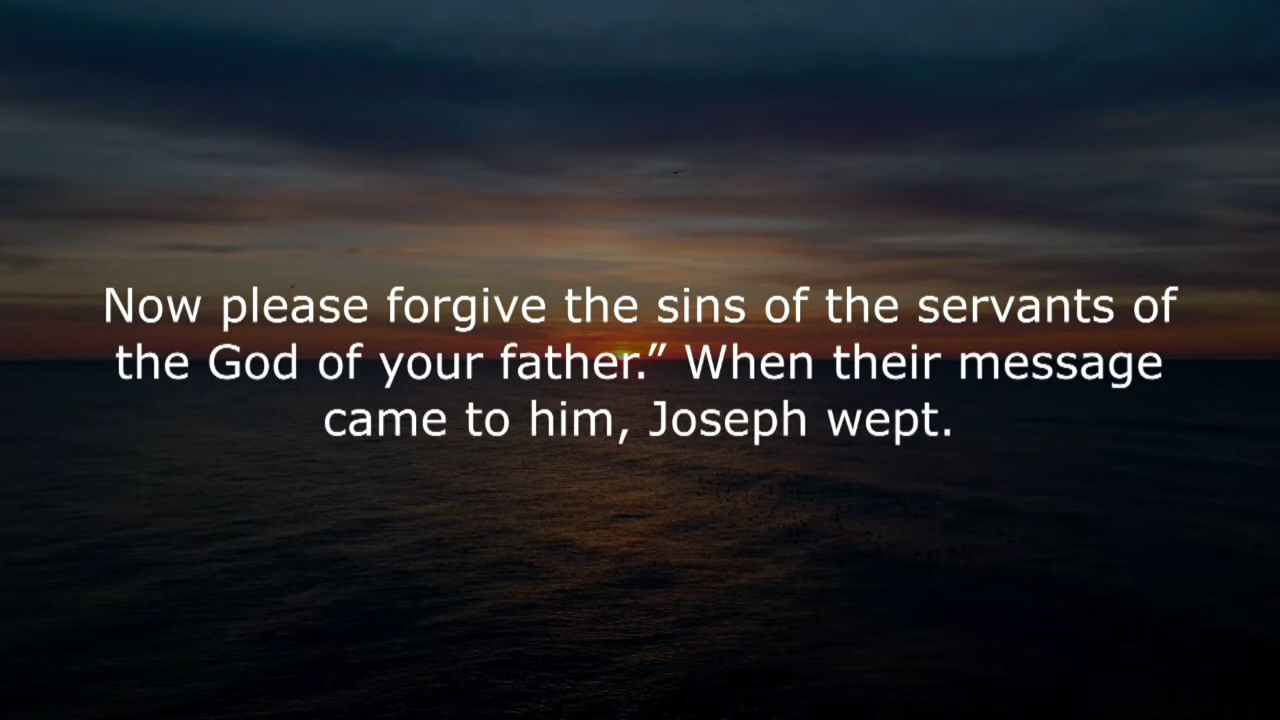 Now please forgive the sins of the servants of
the God of your father.” When their message
came to him, Joseph wept.